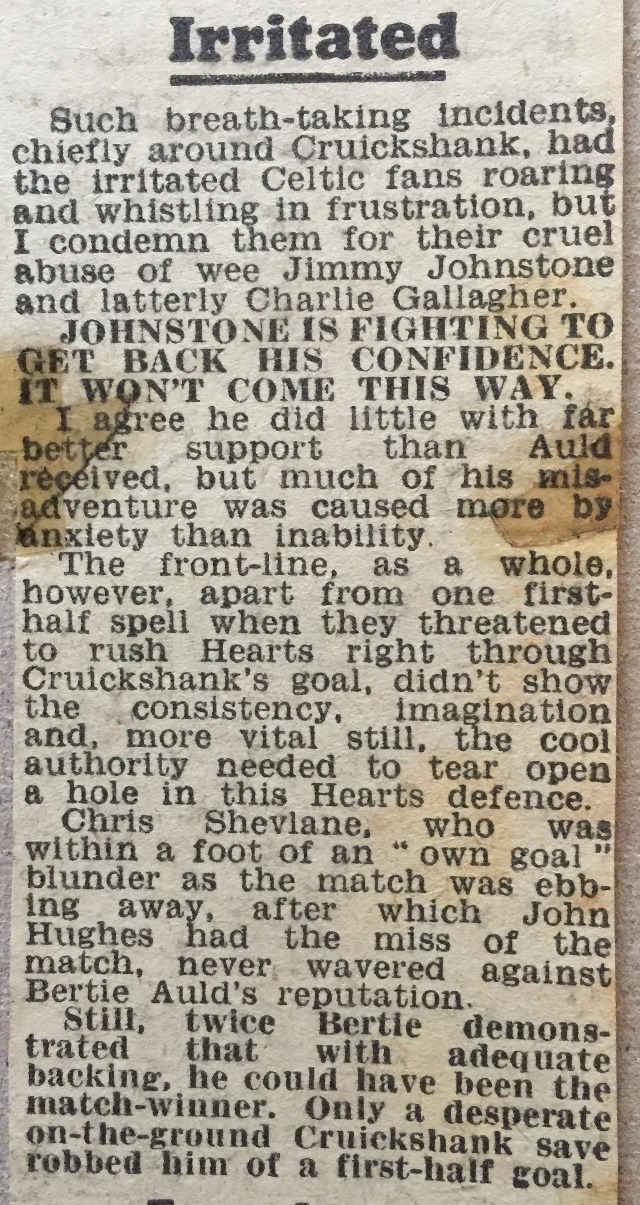 Irritated
Such breath-taking incidents,
chiefly around Cruickshank, had
the irritated Celtic fans roaring
and whistling in frustration, but
I condemn them for their cruel
abuse of wee Jimmy Johnstone
and latterly Charlie Gallagher.
JOHNSTONE IS FIGHTING TO
GET BACK HIS CONFIDENCE.
IT WON'T COME THIS WAY.
I agree he did little with far
better support than Auld
received, but much of his mis-
adventure was caused more by
anxiety than inability.
The front-line, as a whole,
however, apart from one first-
half spell when they threatened
to rush Hearts right through
Cruickshank's goal, didn't show
the consistency, imagination
and, more vital still, the cool
authority needed to tear open
a hole in this Hearts defence.
Chris Shevlane, who was
within a foot of an " own goal "
blunder as the match was ebb-
ing away, after which John
Hughes had the miss of the
match, never wavered against
Bertie Auld's reputation.
Still, twice Bertie demons-
trated that with adequate
backing, he could have been the
match-winner. Only a desperate
on-the-ground Cruickshank save
robbed him of a first-half goal.